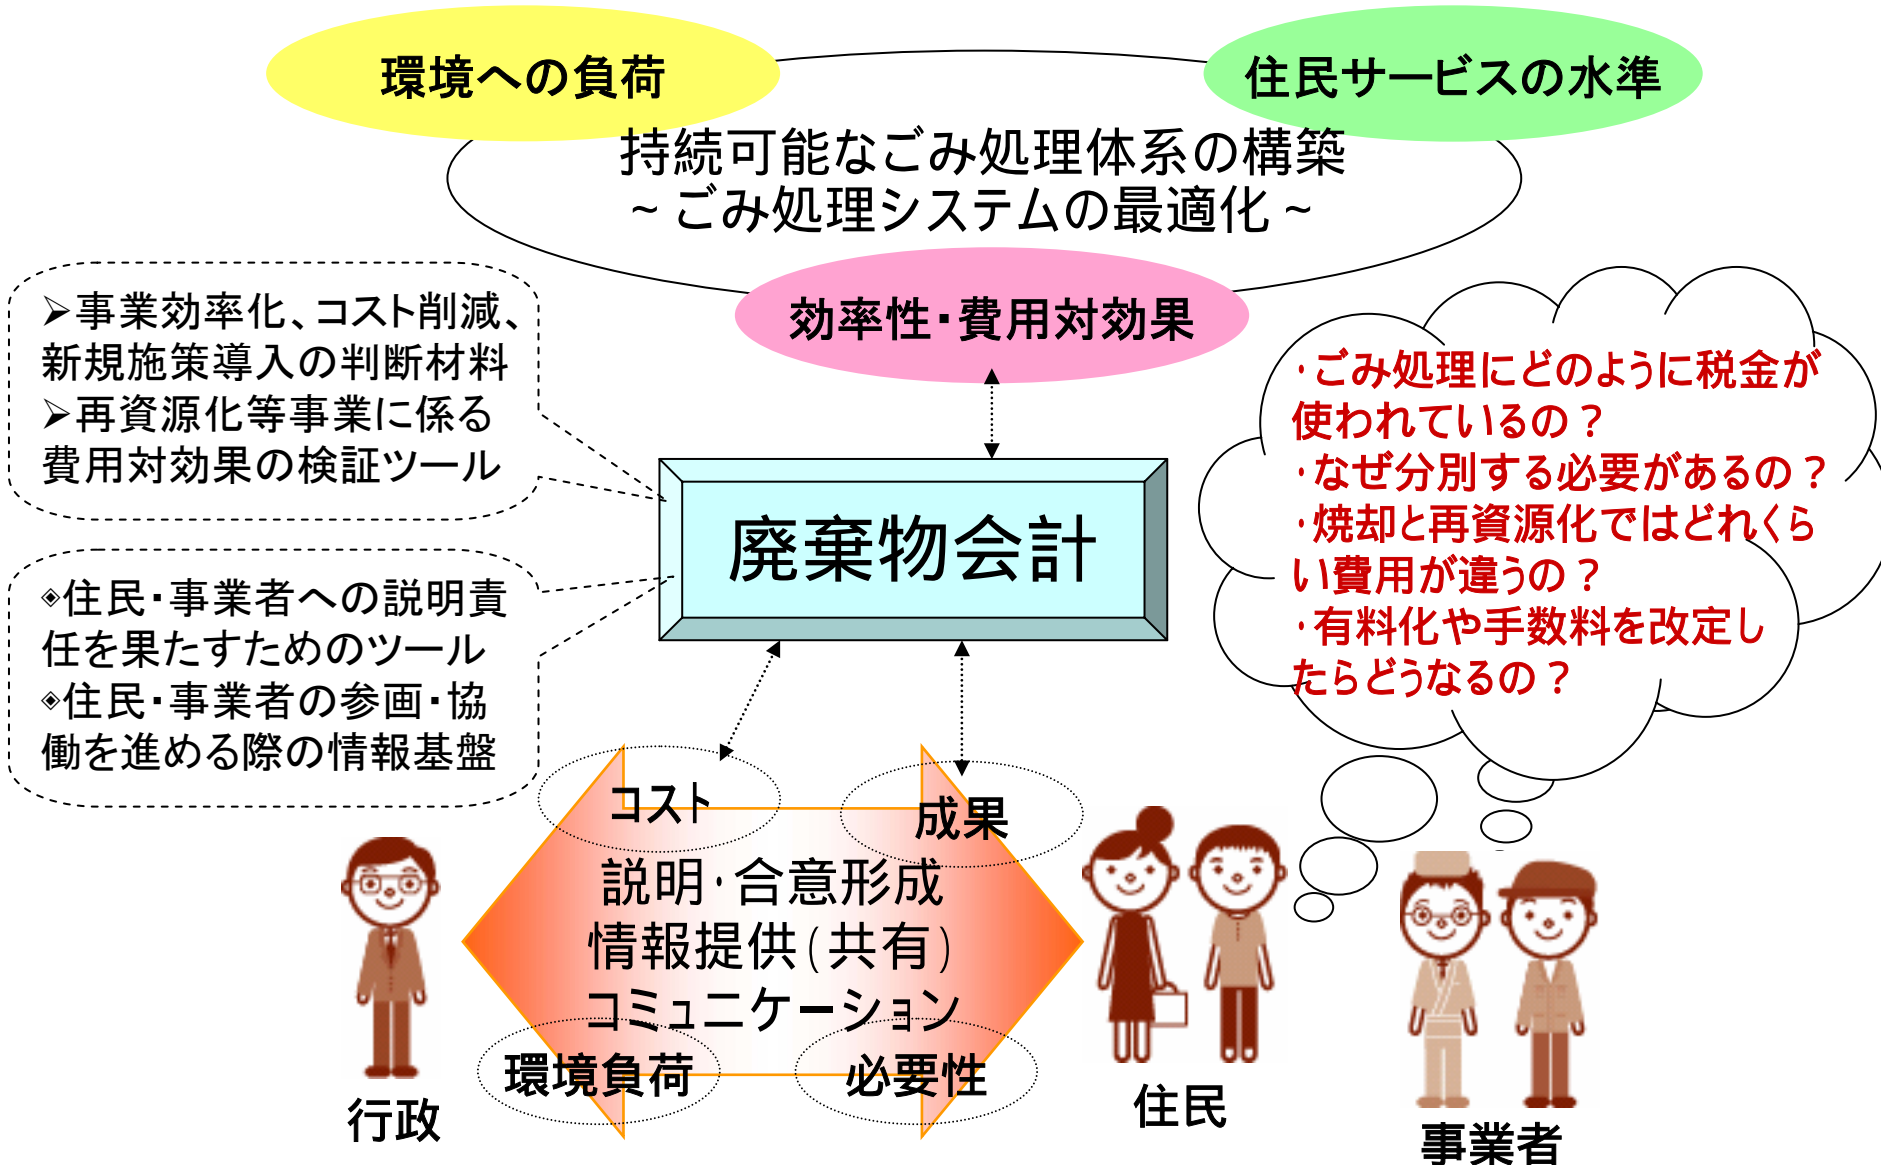 環境への負荷
住民サービスの水準
持続可能なごみ処理体系の構築
~ごみ処理システムの最適化~
効率性・費用対効果
➢事業効率化、コスト削減、
新規施策導入の判断材料
➢再資源化等事業に係る
費用対効果の検証ツール
◈住民・事業者への説明責
任を果たすためのツール
◈住民・事業者の参画・協
働を進める際の情報基盤
廃棄物会計
・ごみ処理にどのように税金が
使われているの？
・なぜ分別する必要があるの？
・焼却と再資源化ではどれくら
い費用が違うの？
・有料化や手数料を改定し
たらどうなるの？
コスト
成果
説明・合意形成
情報提供(共有)
コミュニケーション
環境負荷
必要性
行政
住民
事業者